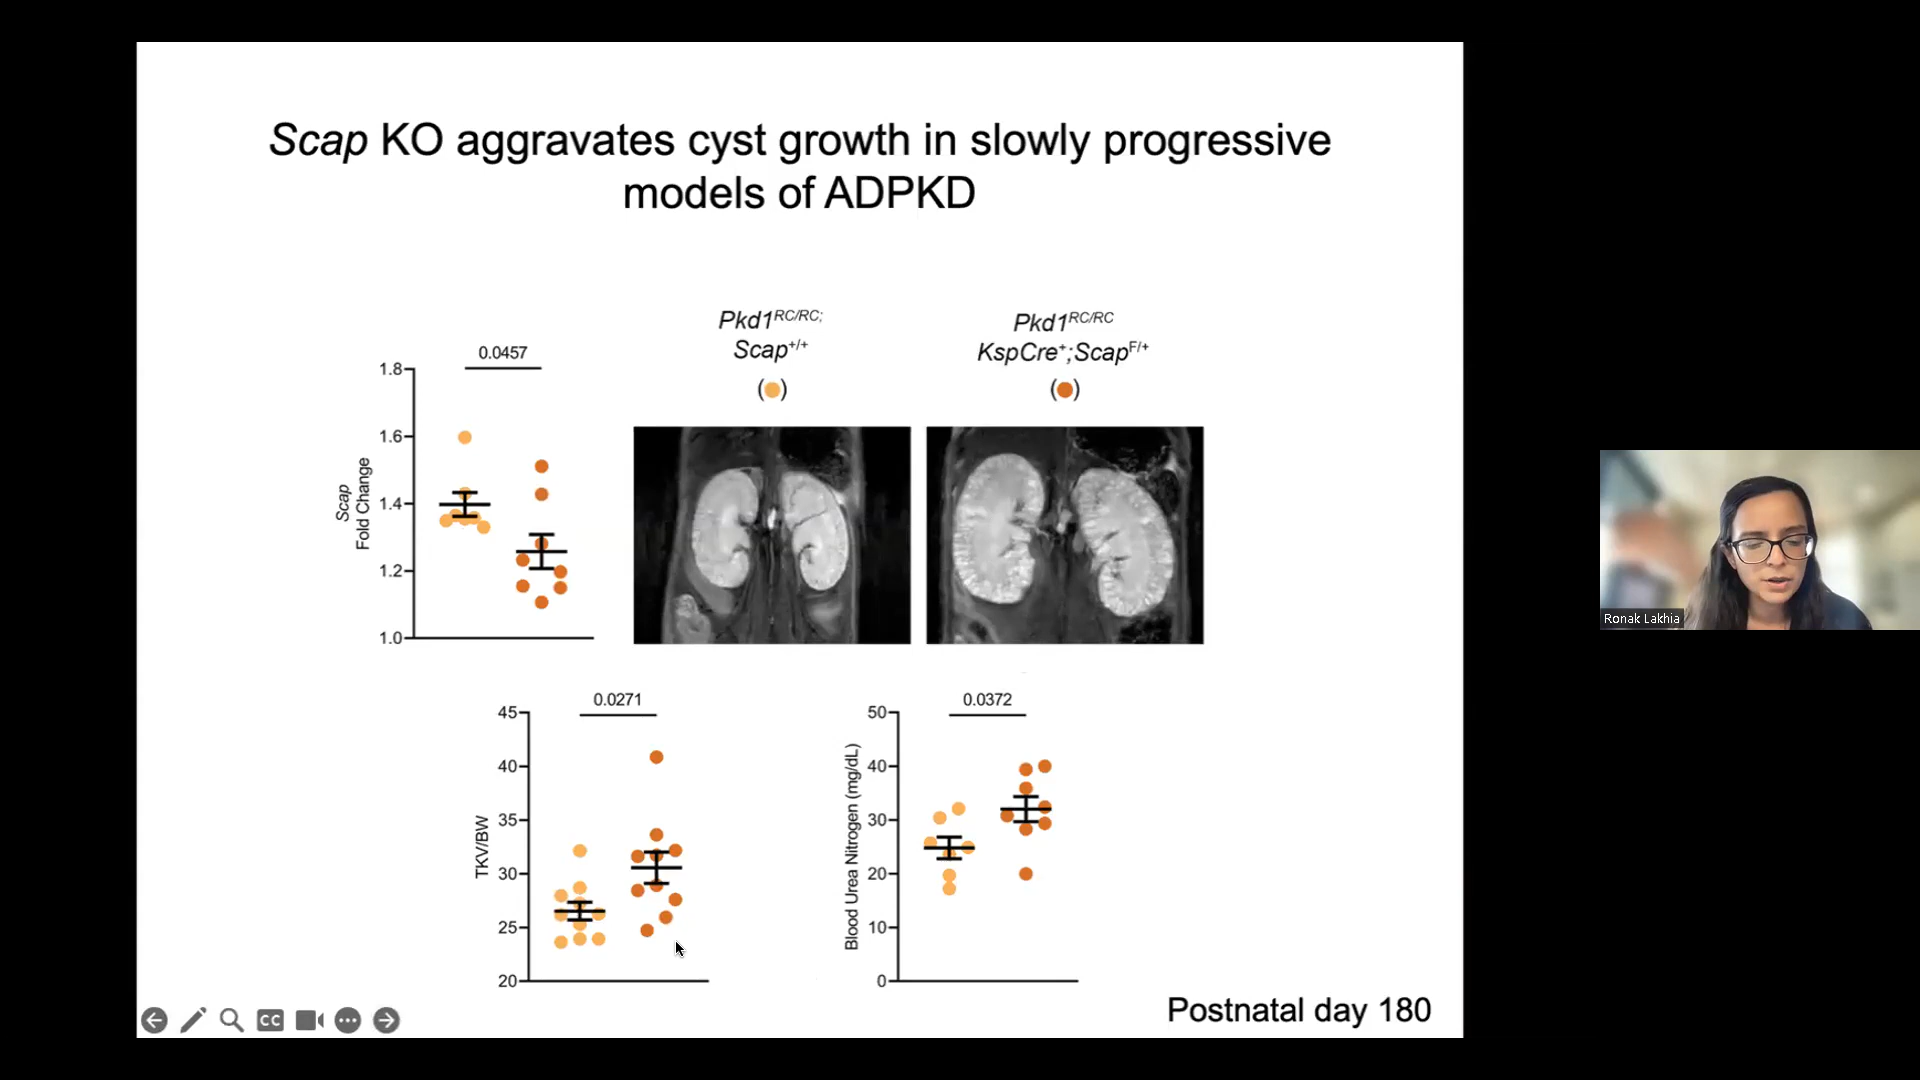 Scap KO aggravates cyst growth in slowly progressive
models of ADPKD
Pkd1RC/RC;
Scap+/+
()
Pkd1RC/RC
KspCre+;ScapF/+
()
0.0457
1.8
1.6
1.4
1.2
1.0
Scap
Fold Change
0.0271
45
40
35
30
25
20
TKV/BW
0.0372
50
40
30
20
10
0
Blood Urea Nitrogen (mg/dL)
Postnatal day 180
CC
Ronak Lakhia